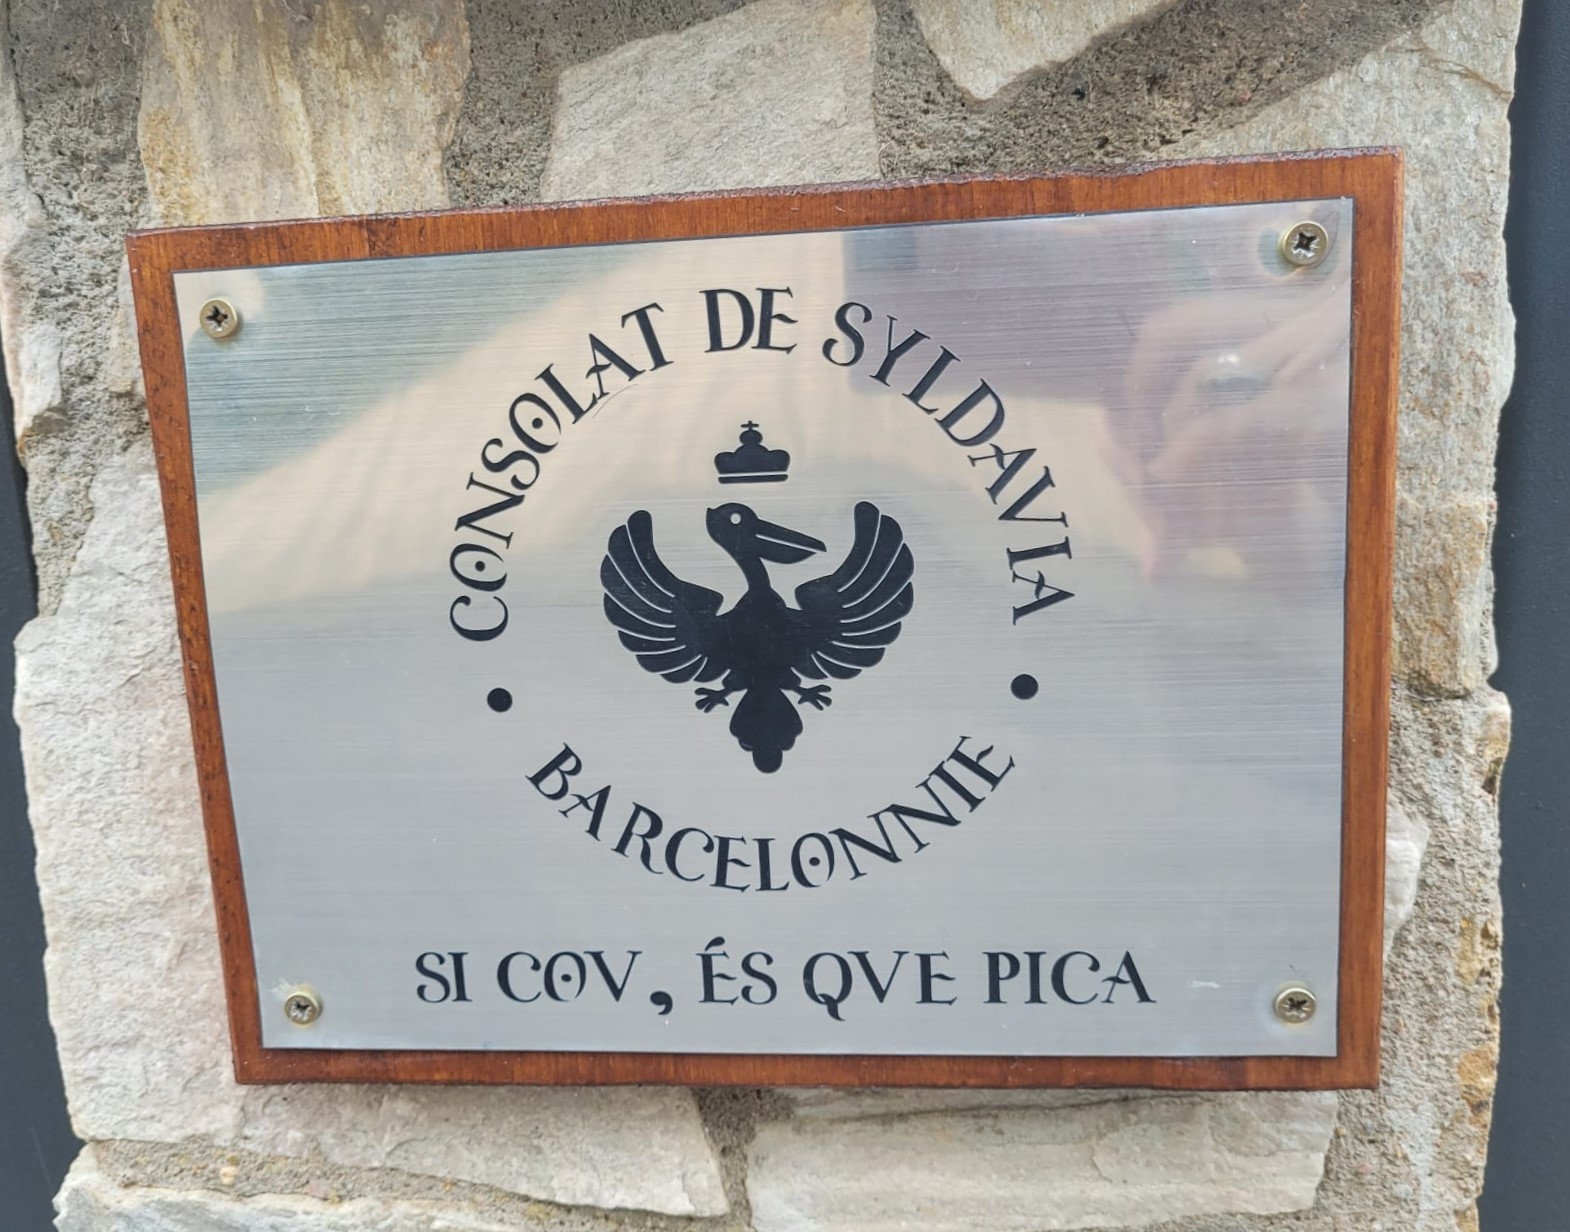 CONSOLAT DE SYLDAVIA
• BARCELONNIE •
SI COV, ÉS QVE PICA